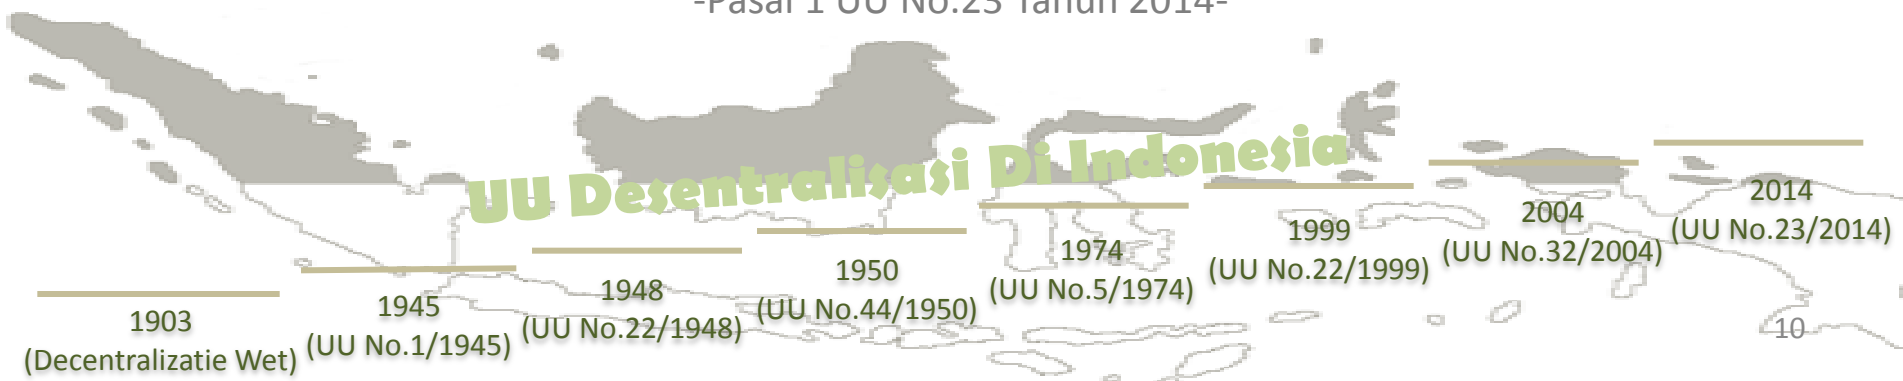 -Pasal 1 UU No.23 Tahun 2014-
UU Desentralisasi Di Indonesia
1903
(Decentralizatie Wet)
1945
(UU No.1/1945)
1948
(UU No.22/1948)
1950
(UU No.44/1950)
1974
(UU No.5/1974)
1999
(UU No.22/1999)
2004
(UU No.32/2004)
2014
(UU No.23/2014)
10